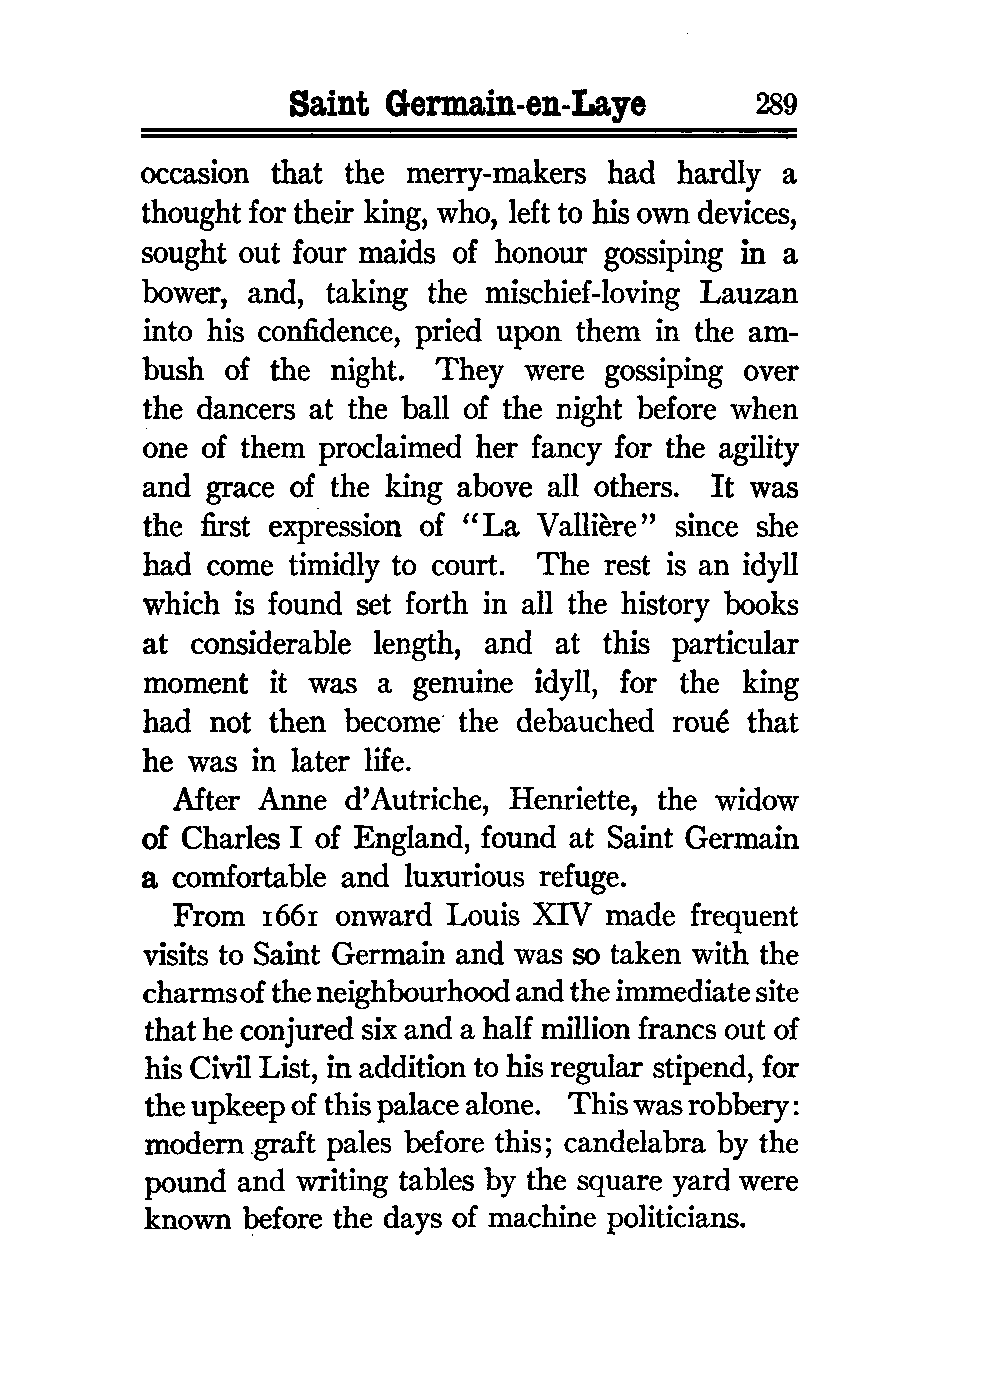 Saint Germain-en-Laye 289
occasion that the merry-makers had hardly a
thought for their king, who, left to his own devices,
sought out four maids of honour gossiping in a
bower, and, taking the mischief-loving Lauzan
into his confidence, pried upon them in the am-
bush of the night. They were gossiping over
the dancers at the ball of the night before when
one of them proclaimed her fancy for the agility
and grace of the king above all others. It was
the first expression of "La Vallière" since she
had come timidly to court. The rest is an idyll
which is found set forth in all the history books
at considerable length, and at this particular
moment it was a genuine idyll, for the king
had not then become the debauched roué that
he was in later life.
After Anne d'Autriche, Henriette, the widow
of Charles I of England, found at Saint Germain
a comfortable and luxurious refuge.
From 1661 onward Louis XIV made frequent
visits to Saint Germain and was so taken with the
charms of the neighbourhood and the immediate site
that he conjured six and a half million francs out of
his Civil List, in addition to his regular stipend, for
the upkeep of this palace alone. This was robbery:
modern graft pales before this; candelabra by the
pound and writing tables by the square yard were
known before the days of machine politicians.